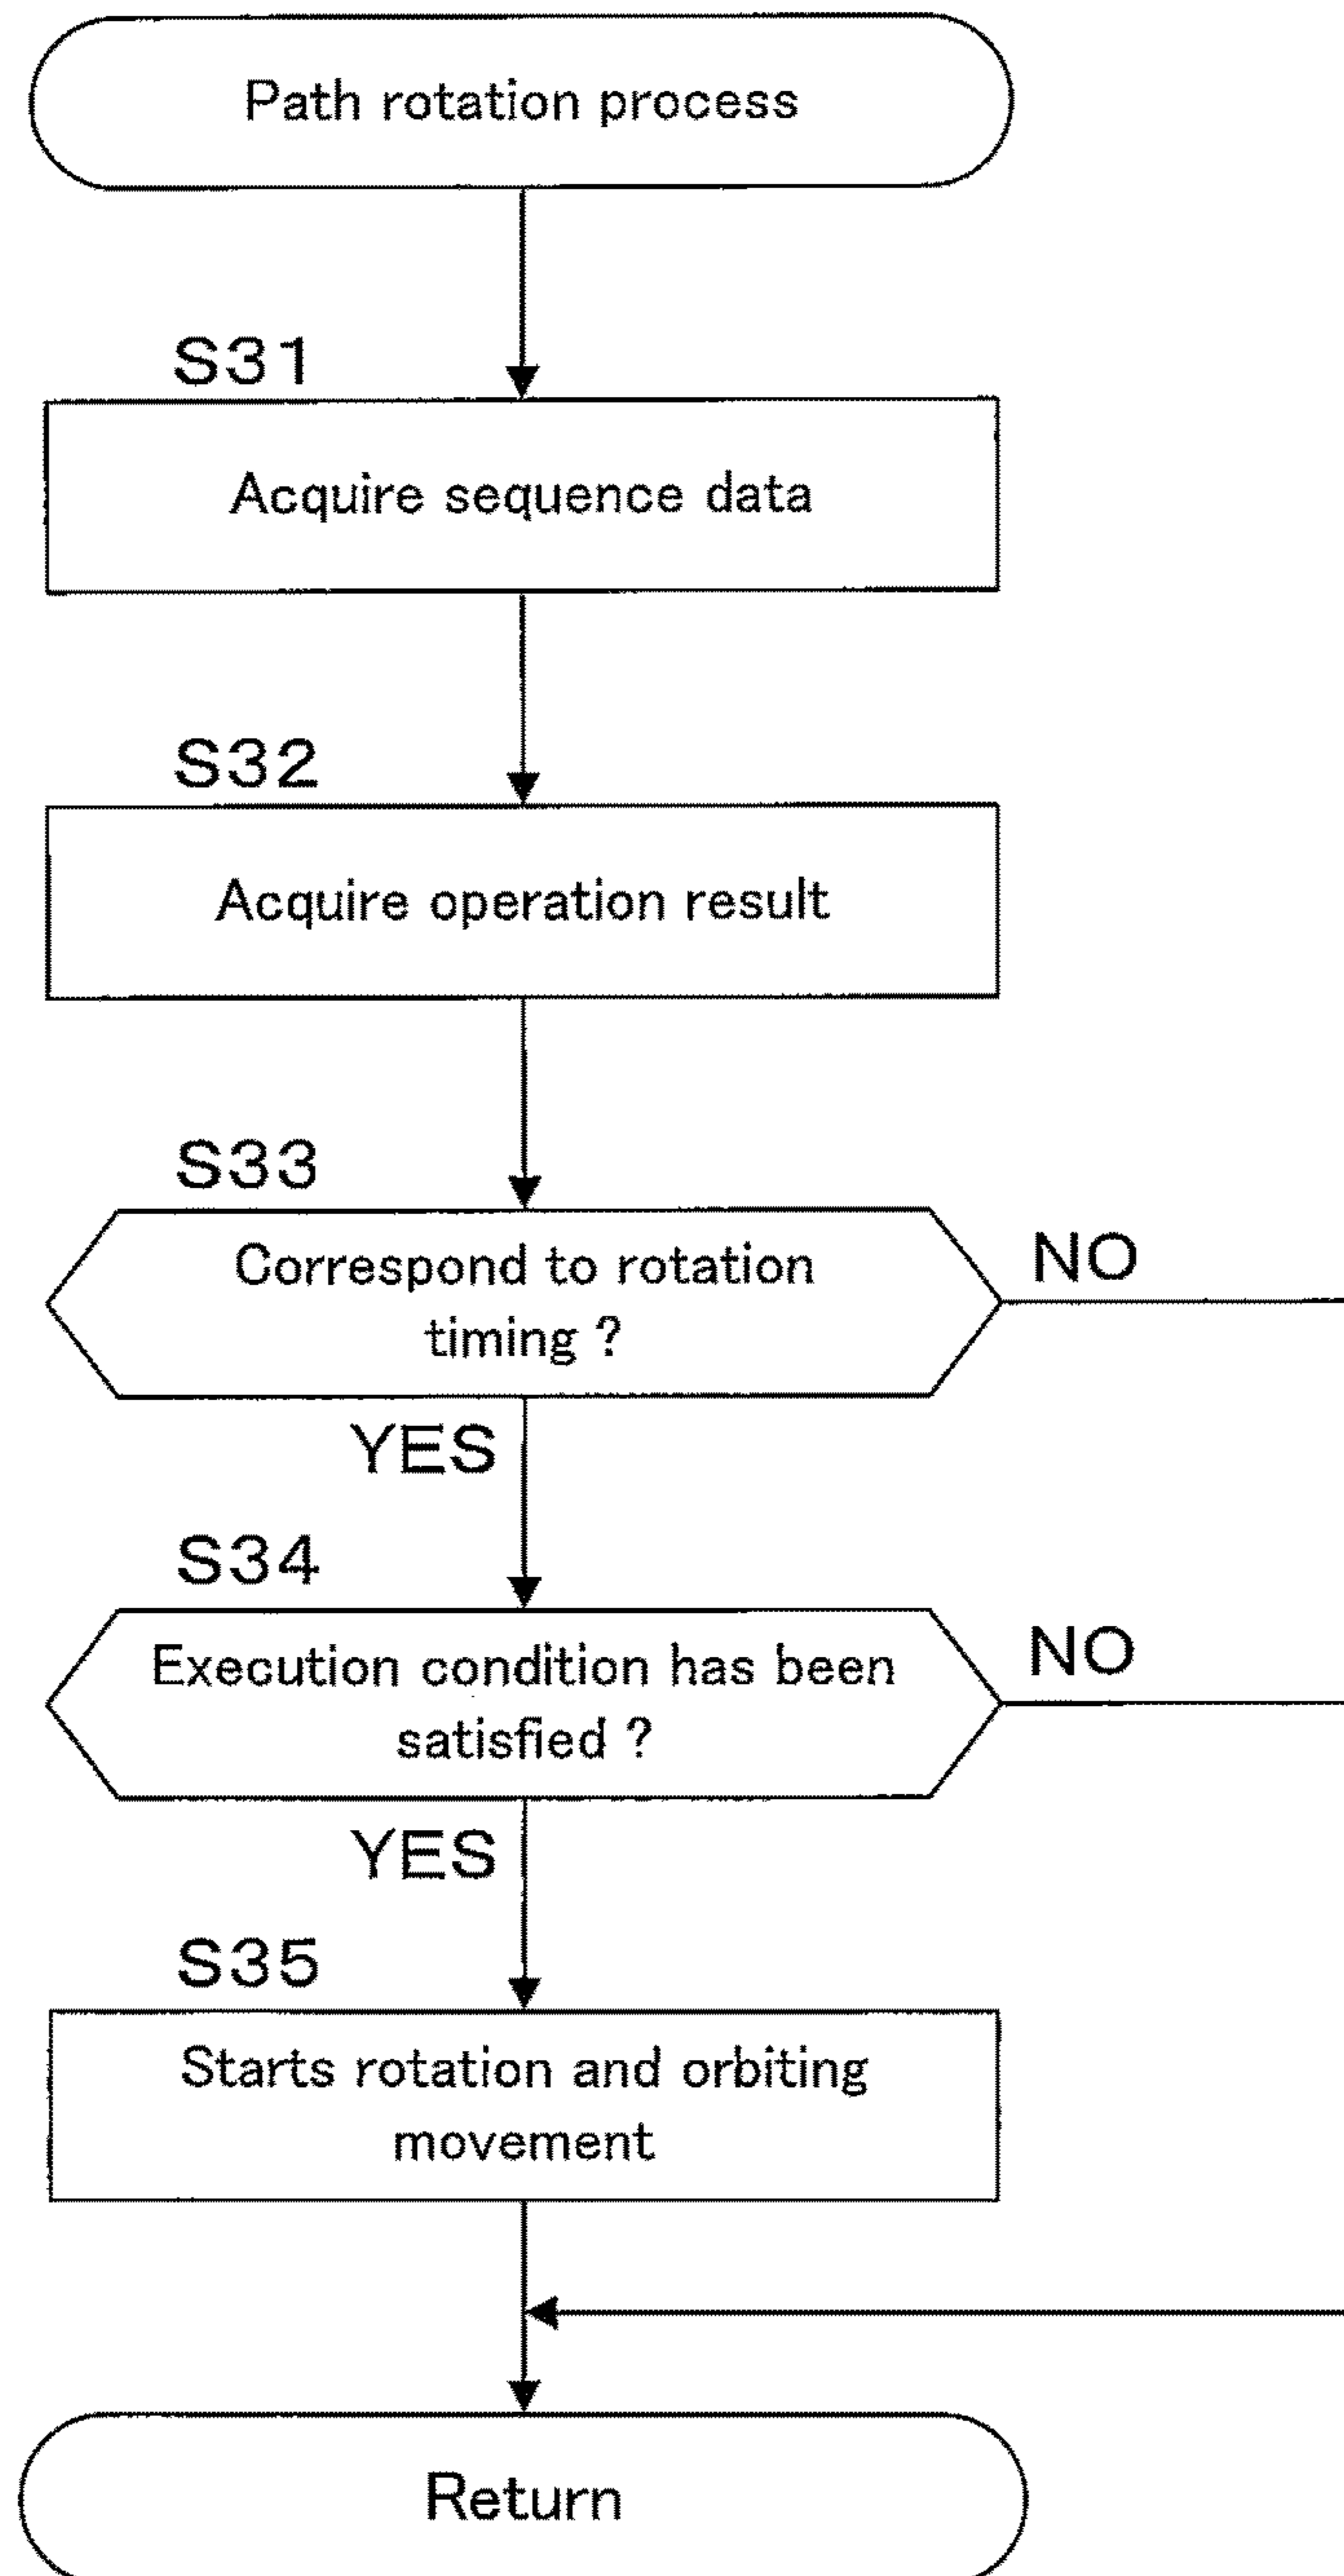 Path rotation process
S31
Acquire sequence data
S32
Acquire operation result
S33
Correspond to rotation
timing ?
NO
YES
S34
Execution condition has been
satisfied ?
NO
YES
S35
Starts rotation and orbiting
movement
Return